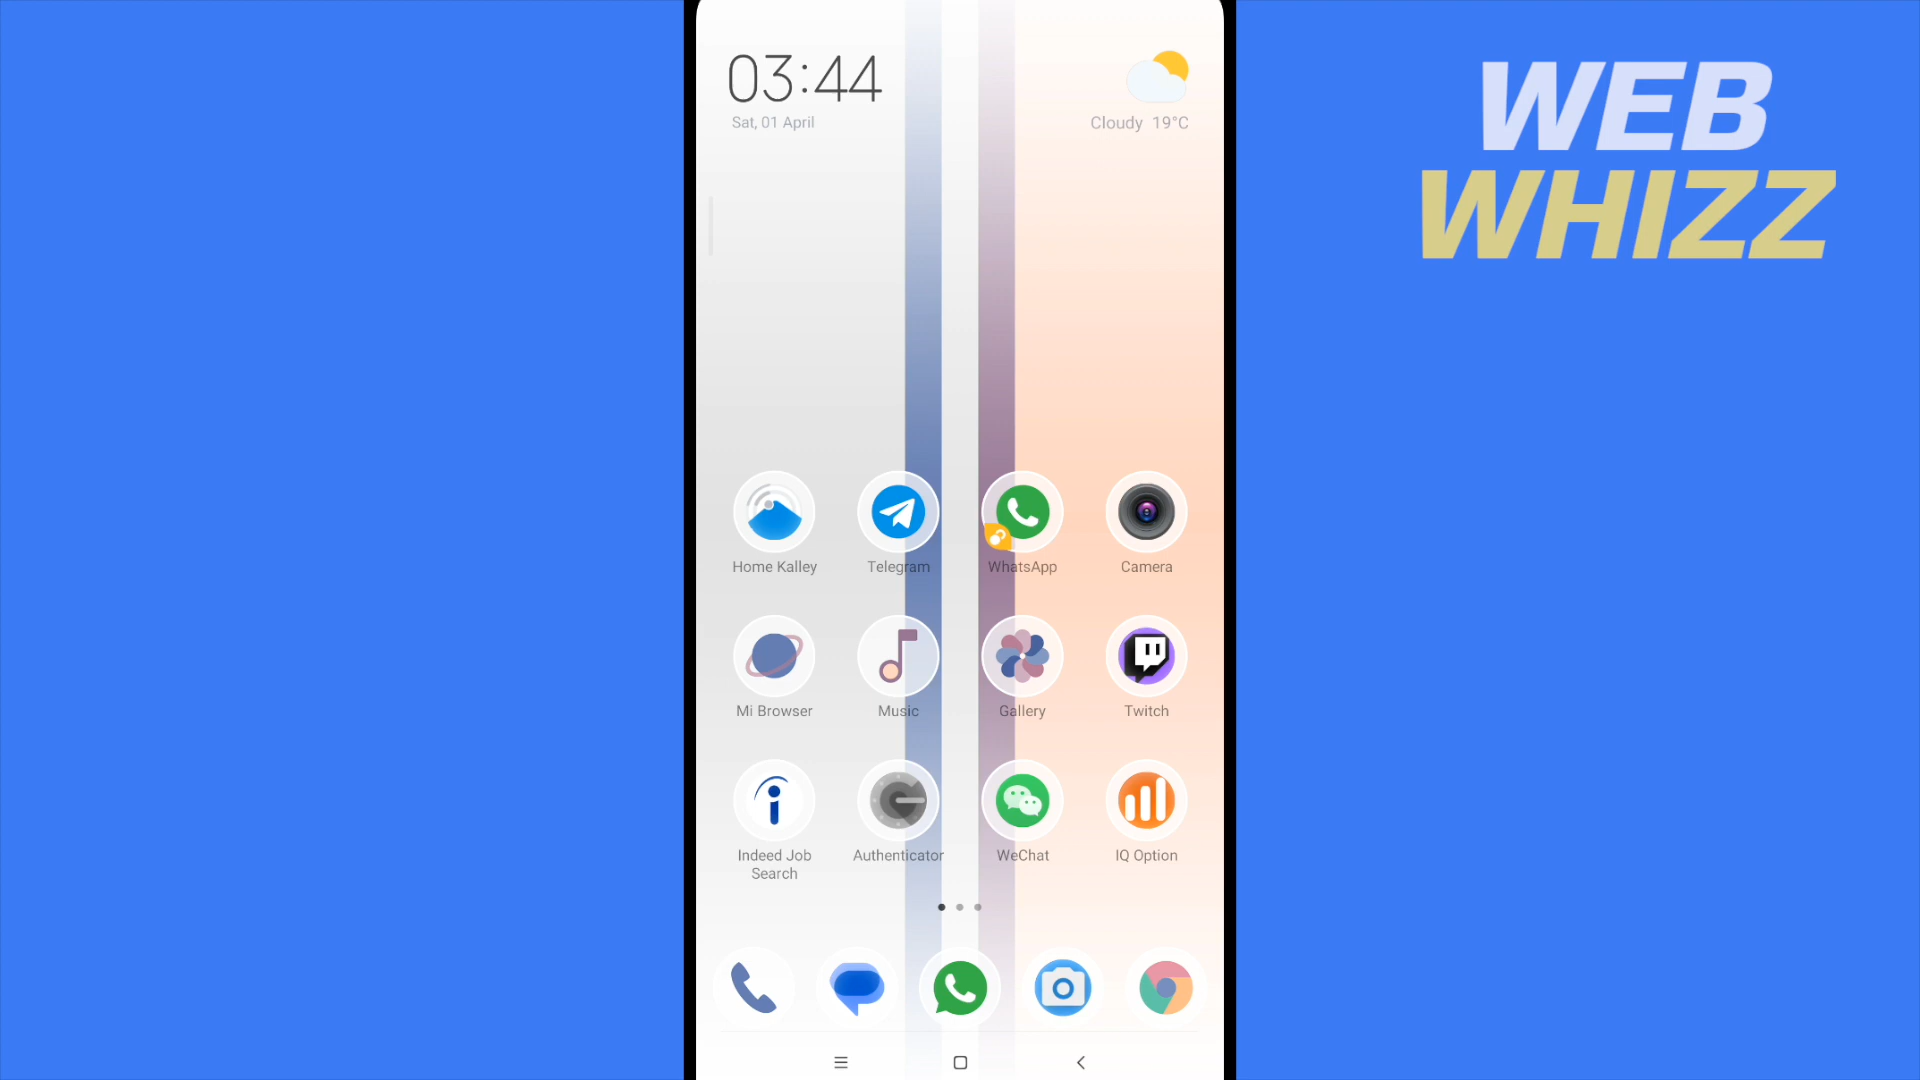 WEB
WHIZZ
03:44
Sat, 01 April
Cloudy 19°C
Home Kalley
Telegram
WhatsApp
Camera
Mi Browser
Music
Gallery
Twitch
Indeed Job
Search
Authenticator
WeChat
IQ Option